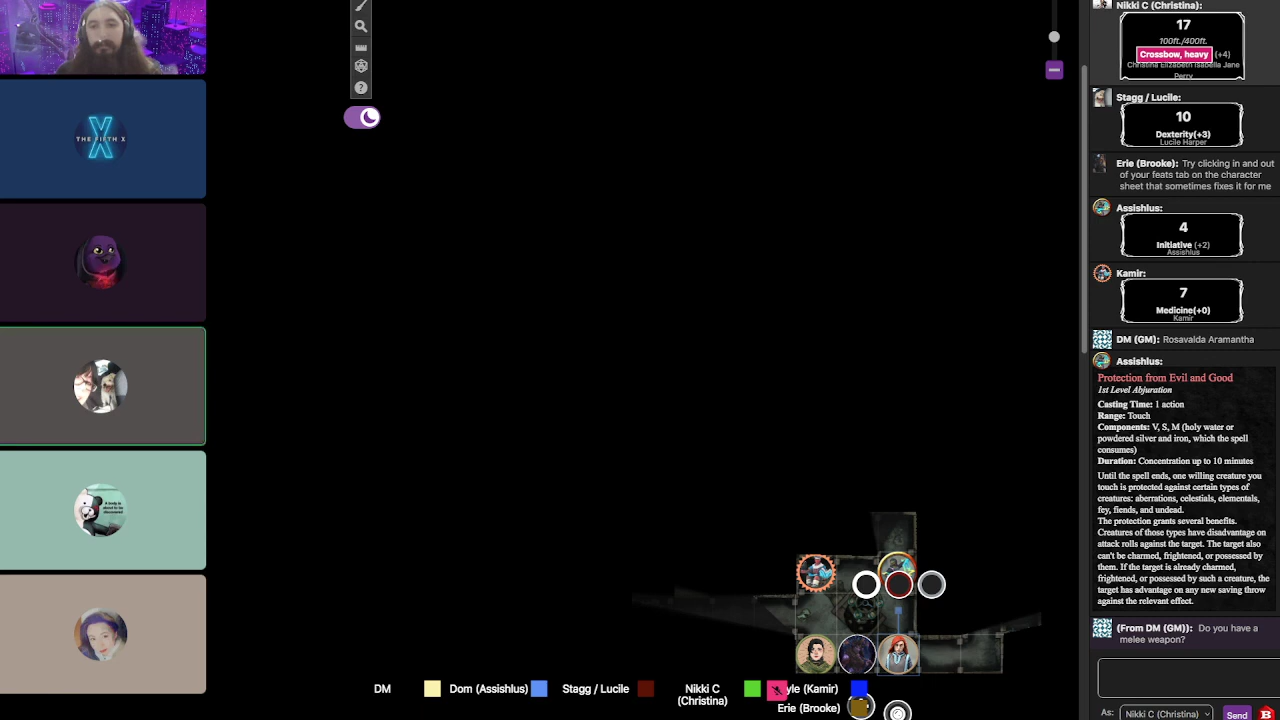 THE FIFTH X
Nikki C (Christina):
17
100ft./400ft.
Crossbow, heavy (+4)
Christina Elizabeth Isabella Jane
Perry
Stagg / Lucile:
10
Dexterity(+3)
Lucile Harper
Erie (Brooke): Try clicking in and out
of your feats tab on the character
sheet that sometimes fixes it for me
Assishlus:
4
Initiative (+2)
Assishlus
Kamir:
7
Medicine(+0)
Kamir
DM (GM): Rosavalda Aramantha
Assishlus:
Protection from Evil and Good
1st Level Abjuration
Casting Time: 1 action
Range: Touch
Components: V, S, M (holy water or
powdered silver and iron, which the spell
consumes)
Duration: Concentration up to 10 minutes
Until the spell ends, one willing creature you
touch is protected against certain types of
creatures: aberrations, celestials, elementals,
fey, fiends, and undead.
The protection grants several benefits.
Creatures of those types have disadvantage on
attack rolls against the target. The target also
can't be charmed, frightened, or possessed by
them. If the target is already charmed,
frightened, or possessed by such a creature, the
target has advantage on any new saving throw
against the relevant effect.
(From DM (GM)): Do you have a
melee weapon?
As: Nikki C (Christina) Send
DM
Dom (Assishlus)
Stagg / Lucile
Nikki C
(Christina)
yle (Kamir)
Erie (Brooke)